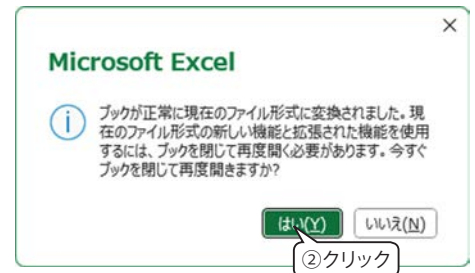 Microsoft Excel
ブックが正常に現在のファイル形式に変換されました。現
在のファイル形式の新しい機能と拡張された機能を使用
するには、ブックを閉じて再度開く必要があります。今すぐ
ブックを閉じて再度開きますか?
はい(Y) いいえ(N)
②クリック